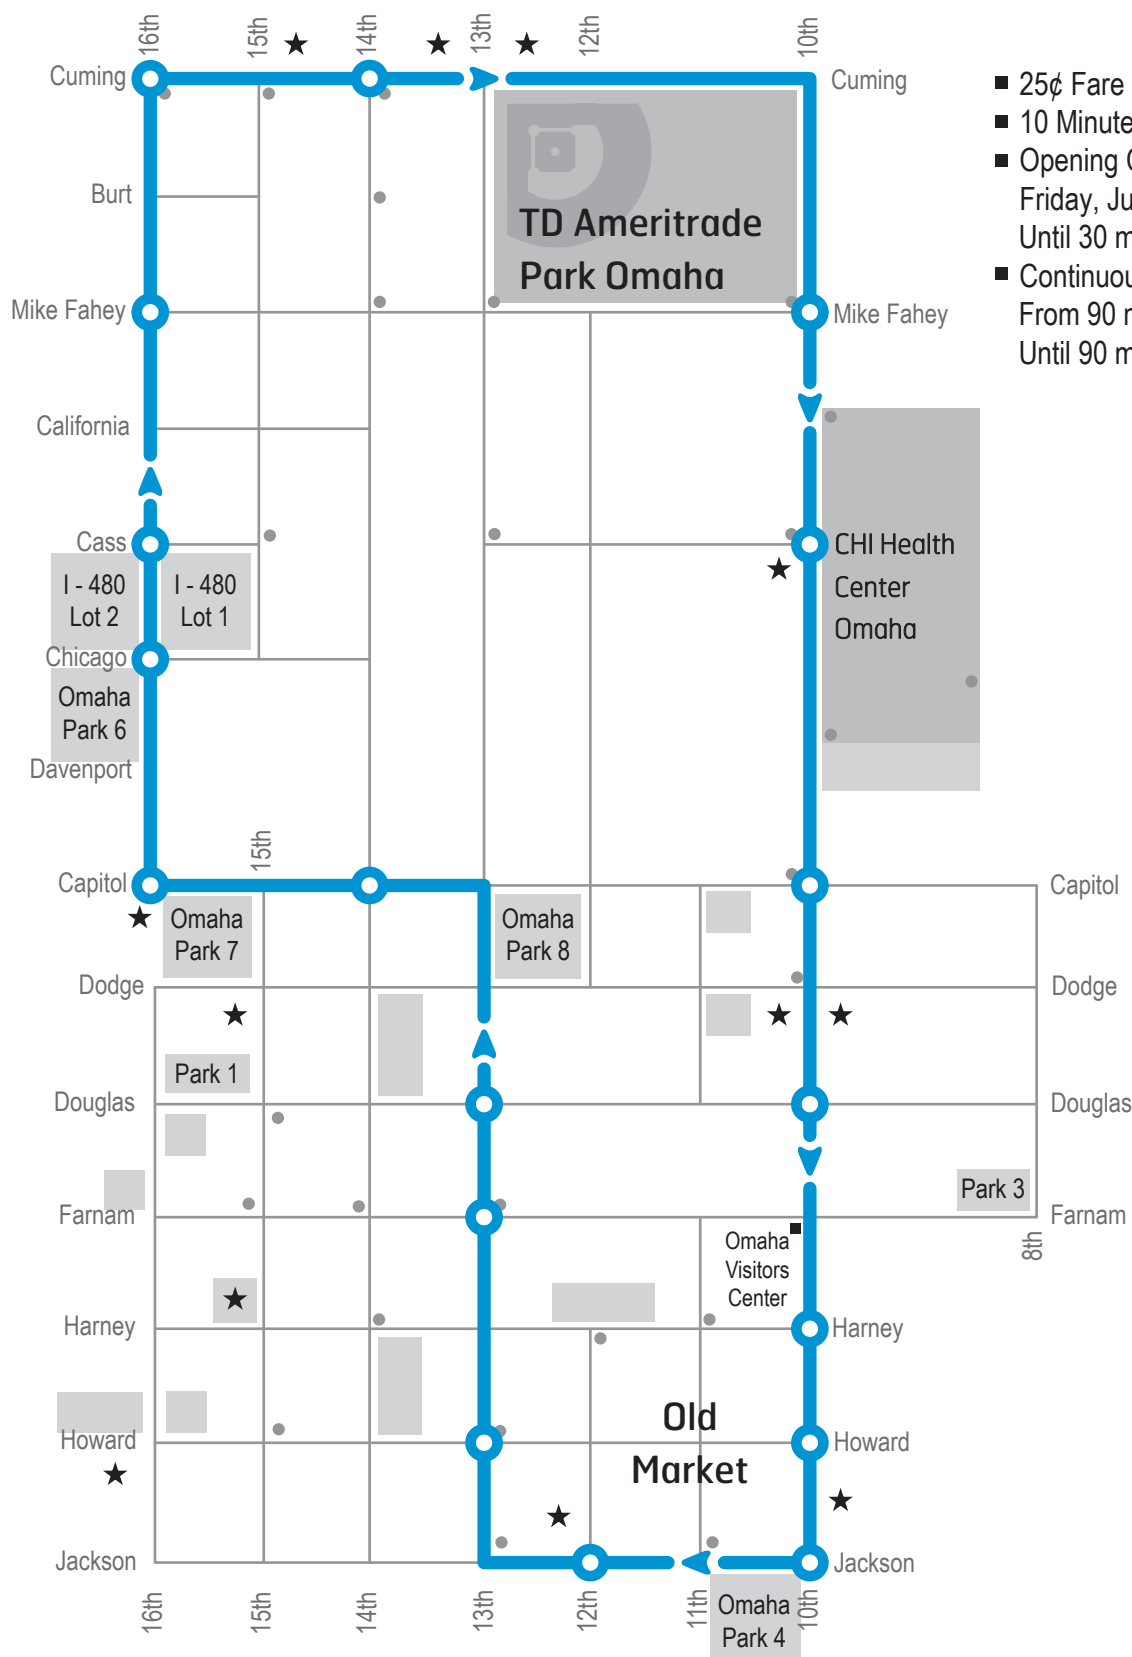 16th
15th
14th
13th
12th
10th
Cuming
Cuming
25¢ Fare
10 Minute
Opening
Friday, Ju
Until 30 m
Continuou
From 90
Until 90 m
Burt
TD Ameritrade
Park Omaha
Mike Fahey
Mike Fahey
California
Cass
CHI Health
Center
Omaha
I - 480
Lot 2
I - 480
Lot 1
Chicago
Omaha
Park 6
Davenport
15th
Capitol
Capitol
Omaha
Park 7
Omaha
Park 8
Dodge
Dodge
Park 1
Douglas
Douglas
Park 3
Farnam
Farnam
8th
Omaha
Visitors
Center
Harney
Harney
Old
Market
Howard
Howard
Jackson
Jackson
16th
15th
14th
13th
12th
11th
10th
Omaha
Park 4